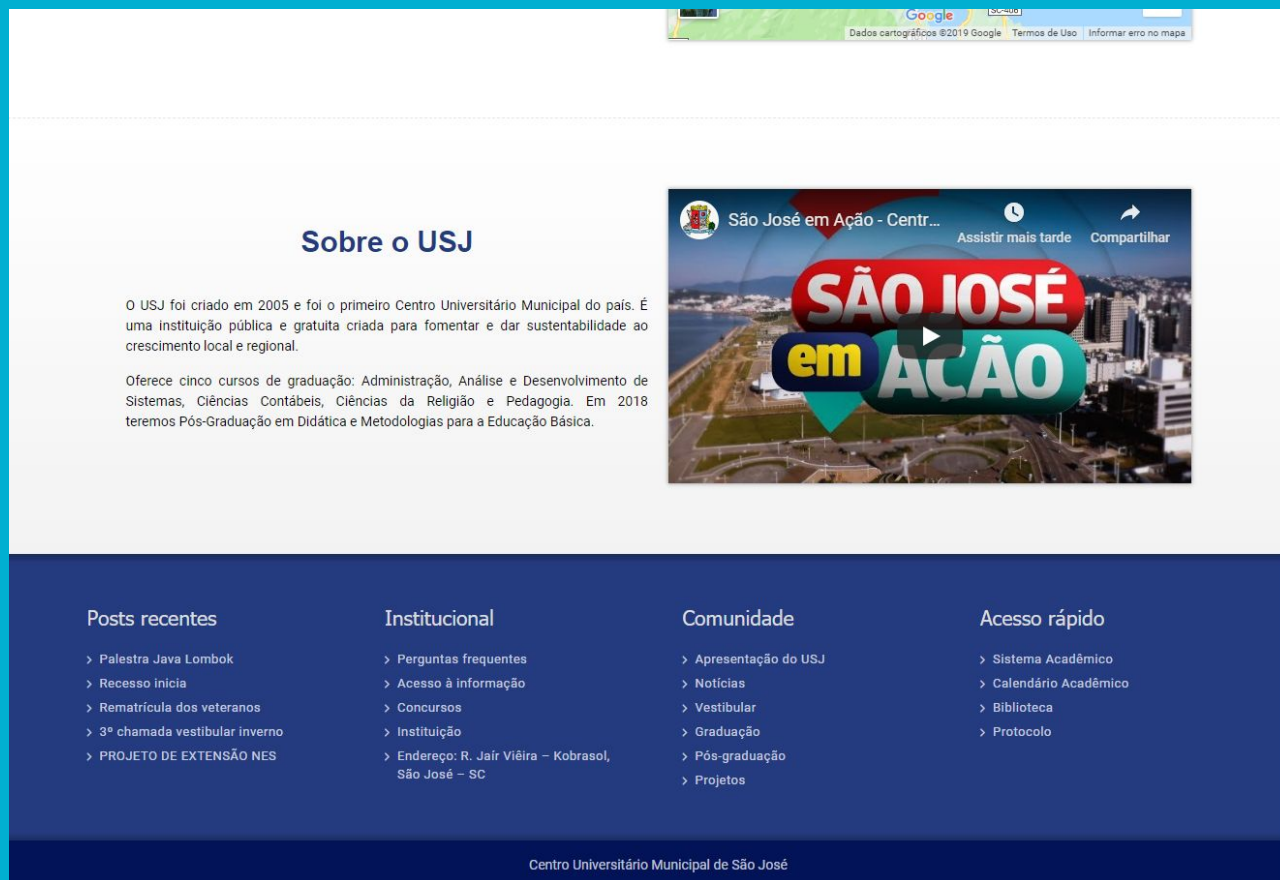 Google
SC-406
Dados cartográficos ©2019 Google Termos de Uso Informar erro no mapa
Sobre o USJ
O USJ foi criado em 2005 e foi o primeiro Centro Universitário Municipal do país. É
uma instituição pública e gratuita criada para fomentar e dar sustentabilidade ao
crescimento local e regional.
Oferece cinco cursos de graduação: Administração, Análise e Desenvolvimento de
Sistemas, Ciências Contábeis, Ciências da Religião e Pedagogia. Em 2018
teremos Pós-Graduação em Didática e Metodologias para a Educação Básica.
São José em Ação - Centr...
Assistir mais tarde
Compartilhar
SÃO JOSÉ
em AÇÃO
Posts recentes
Palestra Java Lombok
Recesso inicia
Rematrícula dos veteranos
3º chamada vestibular inverno
PROJETO DE EXTENSÃO NES
Institucional
Perguntas frequentes
Acesso à informação
Concursos
Instituição
Endereço: R. Jaír Viêira – Kobrasol,
São José – SC
Comunidade
Apresentação do USJ
Notícias
Vestibular
Graduação
Pós-graduação
Projetos
Acesso rápido
Sistema Acadêmico
Calendário Acadêmico
Biblioteca
Protocolo
Centro Universitário Municipal de São José